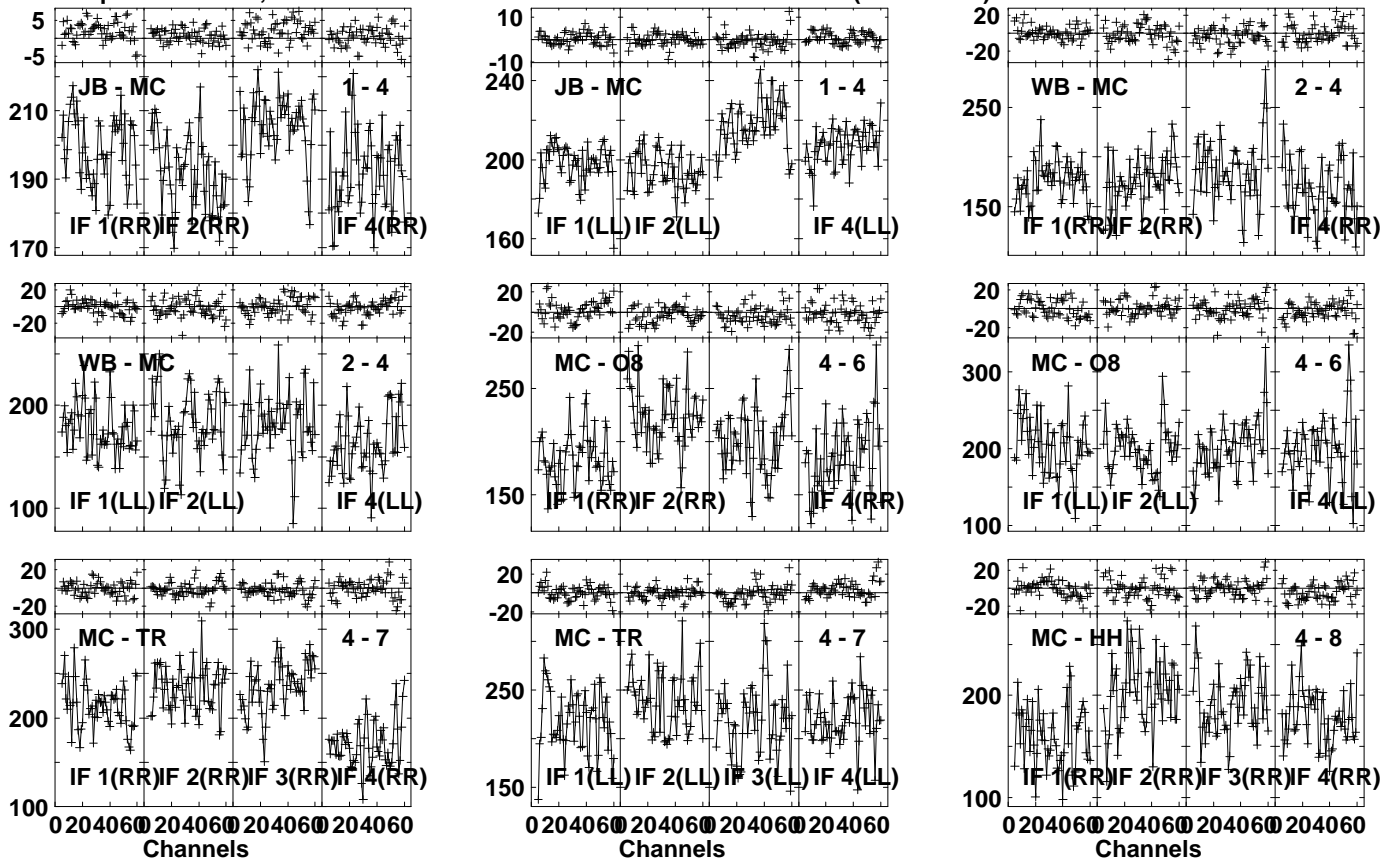 5
-5
JB - MC 1 - 4
210
190
170
IF 1(RR) IF 2(RR) IF 4(RR)
10
-10
JB - MC 1 - 4
240
200
160
IF 1(LL) IF 2(LL) IF 4(LL)
20
-20
WB - MC 2 - 4
250
150
IF 1(RR) IF 2(RR) IF 4(RR)
20
-20
WB - MC 2 - 4
200
100
IF 1(LL) IF 2(LL) IF 4(LL)
20
-20
MC - O8 4 - 6
250
150
IF 1(RR) IF 2(RR) IF 4(RR)
20
-20
MC - O8 4 - 6
300
200
100
IF 1(LL) IF 2(LL) IF 4(LL)
20
-20
MC - TR 4 - 7
300
200
100
IF 1(RR) IF 2(RR) IF 3(RR) IF 4(RR)
0 20 40 60 0 20 40 60 0 20 40 60 0 20 40 60
Channels
20
-20
MC - TR 4 - 7
250
150
IF 1(LL) IF 2(LL) IF 3(LL) IF 4(LL)
0 20 40 60 0 20 40 60 0 20 40 60 0 20 40 60
Channels
20
-20
MC - HH 4 - 8
200
100
IF 1(RR) IF 2(RR) IF 3(RR) IF 4(RR)
0 20 40 60 0 20 40 60 0 20 40 60 0 20 40 60
Channels